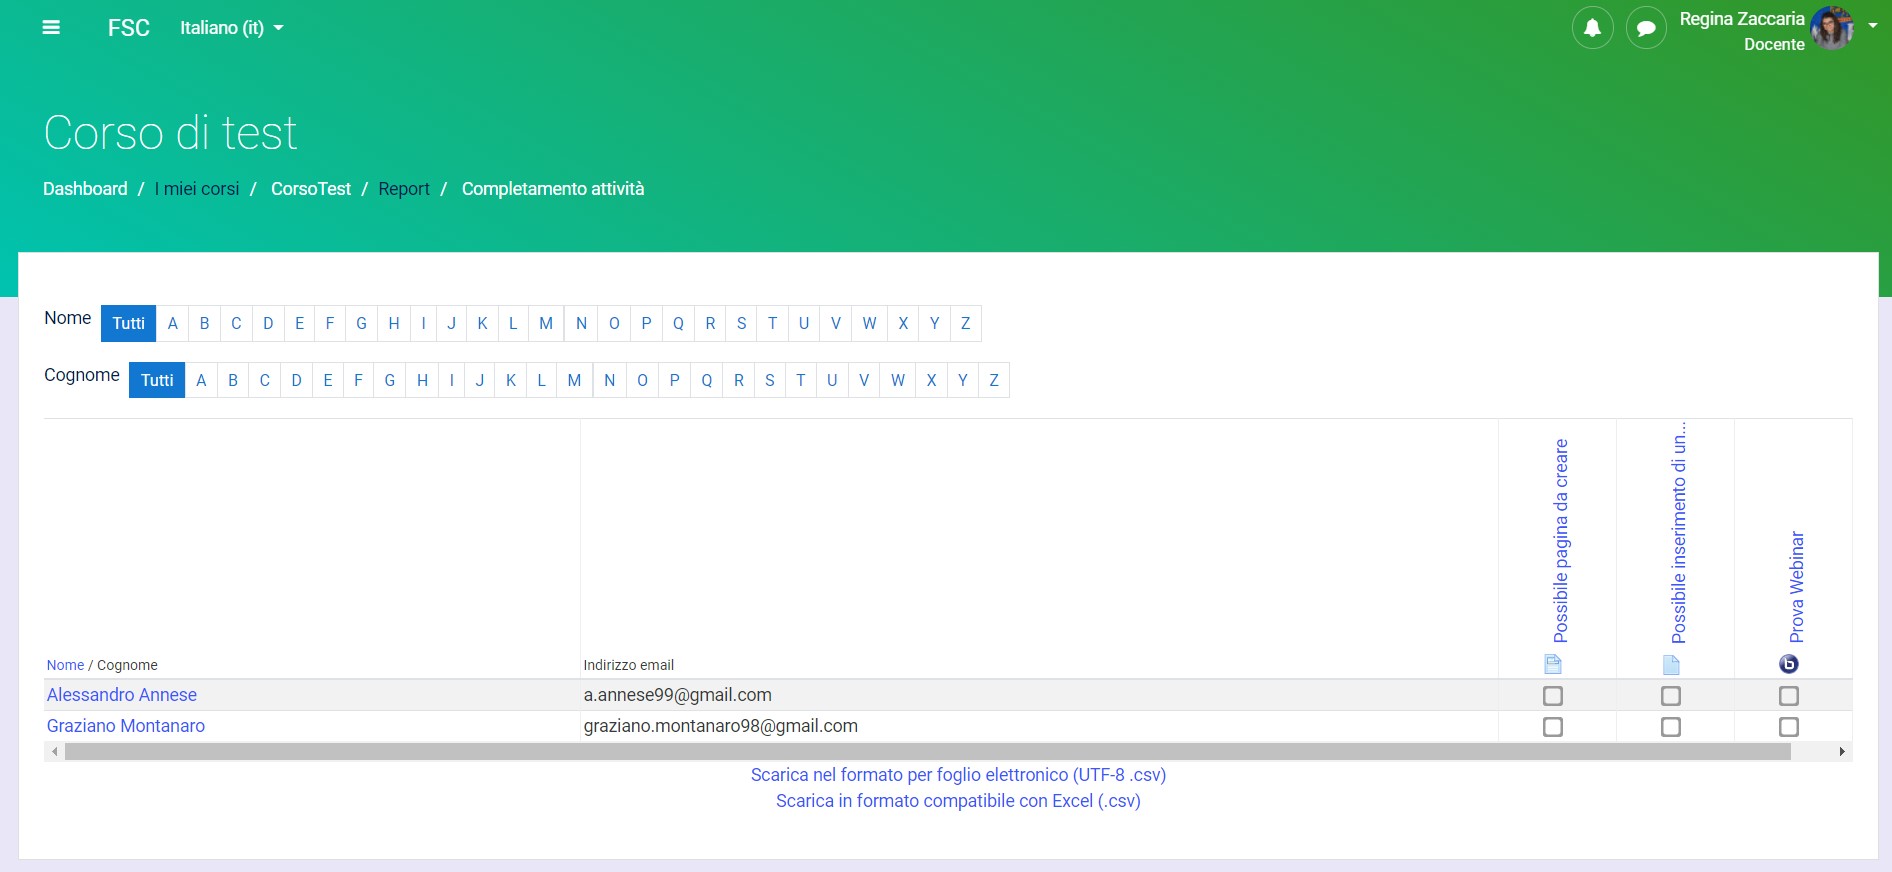 FSC Italiano (it)
Regina Zaccaria
Docente
Corso di test
Dashboard / I miei corsi / CorsoTest / Report / Completamento attività
Nome Tutti A B C D E F G H I J K L M N O P Q R S T U V W X Y Z
Cognome Tutti A B C D E F G H I J K L M N O P Q R S T U V W X Y Z
Possibile pagina da creare
Possibile inserimento di un...
Prova Webinar
Nome / Cognome Indirizzo email
b
Alessandro Annese a.annese99@gmail.com
Graziano Montanaro graziano.montanaro98@gmail.com
Scarica nel formato per foglio elettronico (UTF-8 .csv)
Scarica in formato compatibile con Excel (.csv)